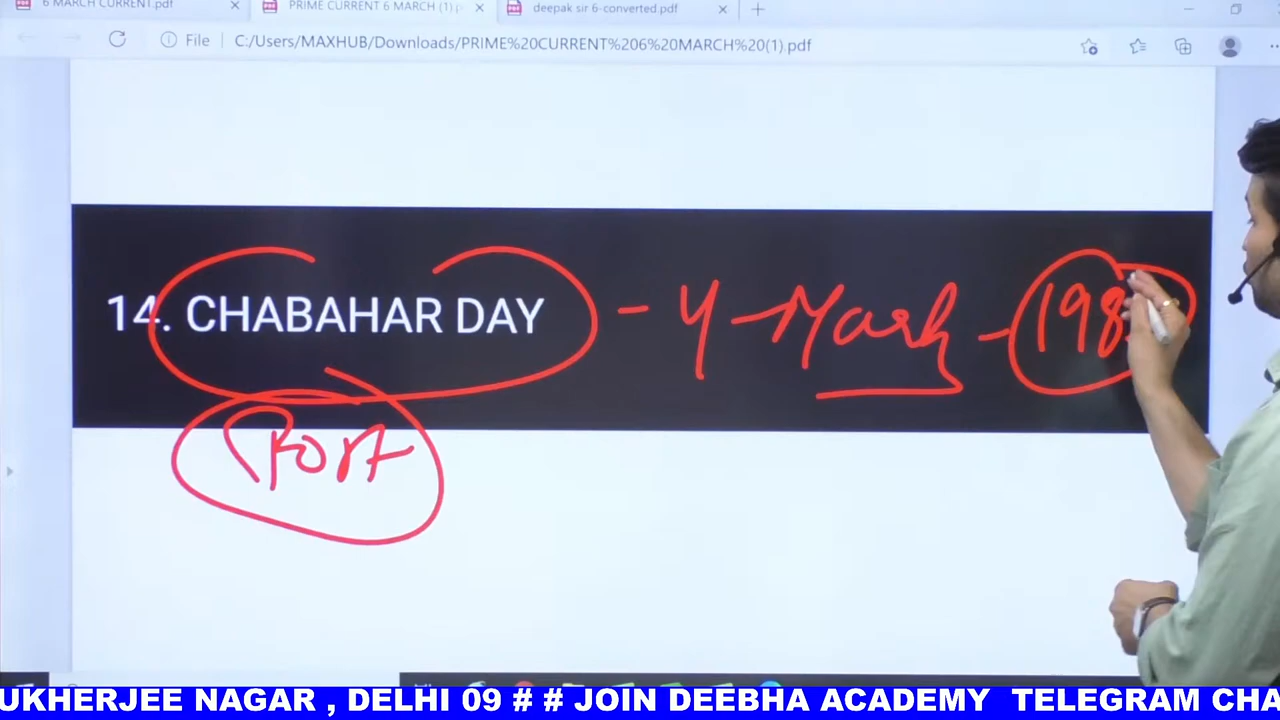 6 MARCH CURRENT.pdf
PRIME CURRENT 6 MARCH (1).p
deepak sir 6-converted.pdf
File C:/Users/MAXHUB/Downloads/PRIME%20CURRENT%206%20MARCH%20(1).pdf
14. CHABAHAR DAY - 4 - March - 198
Port
UKHERJEE NAGAR , DELHI 09 # # JOIN DEEBHA ACADEMY TELEGRAM CHA